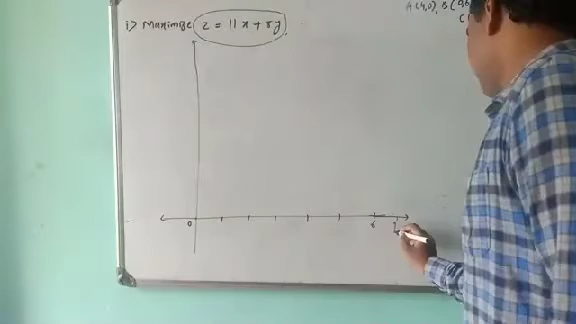 i) Maximize Z = 11x + 8y
A(4,0), B(
C(
0